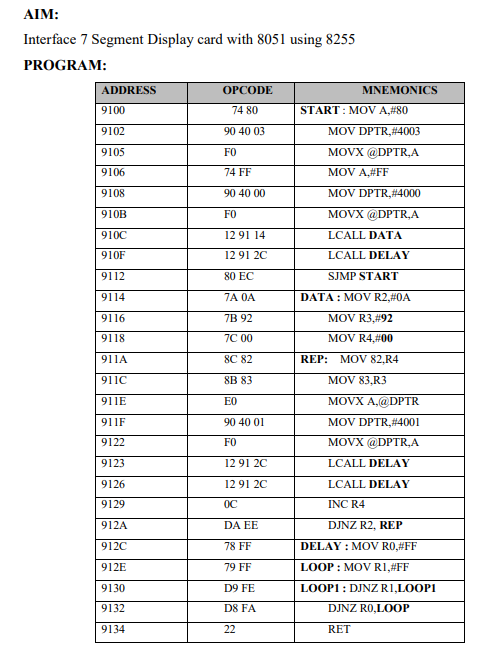 AIM:
Interface 7 Segment Display card with 8051 using 8255
PROGRAM:
ADDRESS OPCODE MNEMONICS
9100 74 80 START : MOV A,#80
9102 90 40 03 MOV DPTR,#4003
9105 F0 MOVX @DPTR,A
9106 74 FF MOV A,#FF
9108 90 40 00 MOV DPTR,#4000
910B F0 MOVX @DPTR,A
910C 12 91 14 LCALL DATA
910F 12 91 2C LCALL DELAY
9112 80 EC SJMP START
9114 7A 0A DATA : MOV R2,#0A
9116 7B 92 MOV R3,#92
9118 7C 00 MOV R4,#00
911A 8C 82 REP: MOV 82,R4
911C 8B 83 MOV 83,R3
911E E0 MOVX A,@DPTR
911F 90 40 01 MOV DPTR,#4001
9122 F0 MOVX @DPTR,A
9123 12 91 2C LCALL DELAY
9126 12 91 2C LCALL DELAY
9129 0C INC R4
912A DA EE DJNZ R2, REP
912C 78 FF DELAY : MOV R0,#FF
912E 79 FF LOOP : MOV R1,#FF
9130 D9 FE LOOP1 : DJNZ R1,LOOP1
9132 D8 FA DJNZ R0,LOOP
9134 22 RET